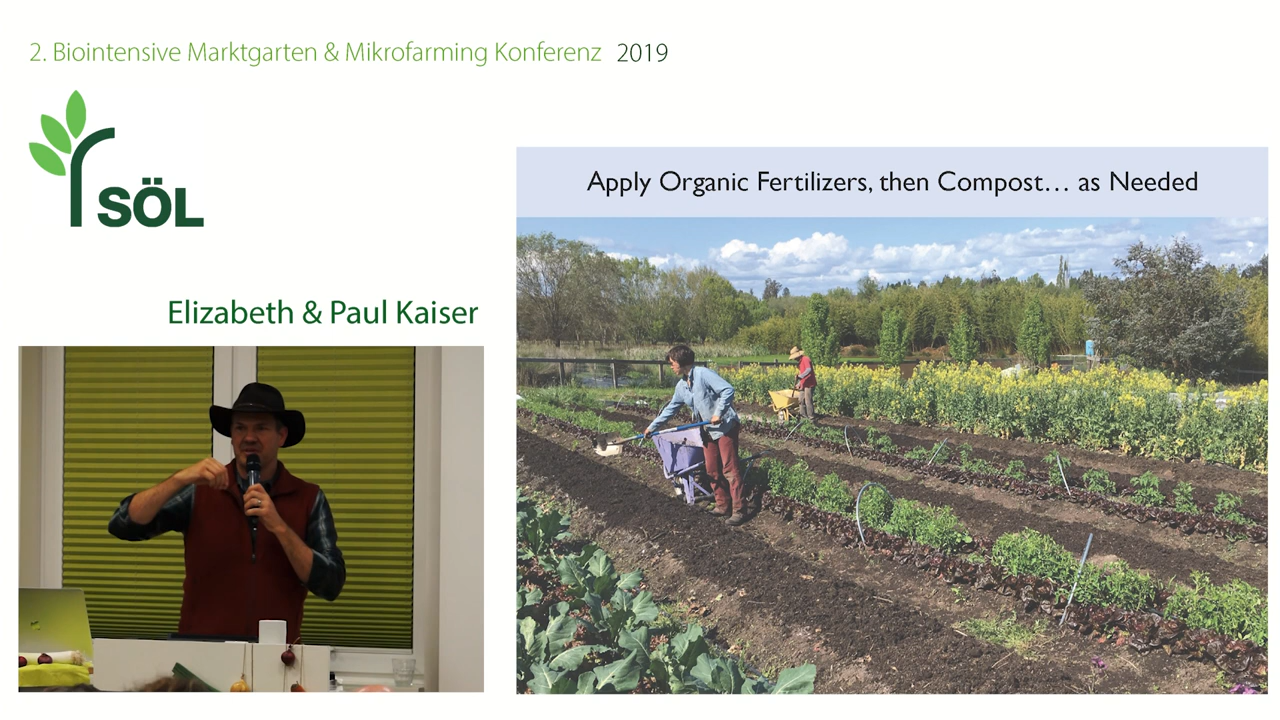 2. Biointensive Marktgarten & Mikrofarming Konferenz 2019
SÖL
Elizabeth & Paul Kaiser
Apply Organic Fertilizers, then Compost... as Needed